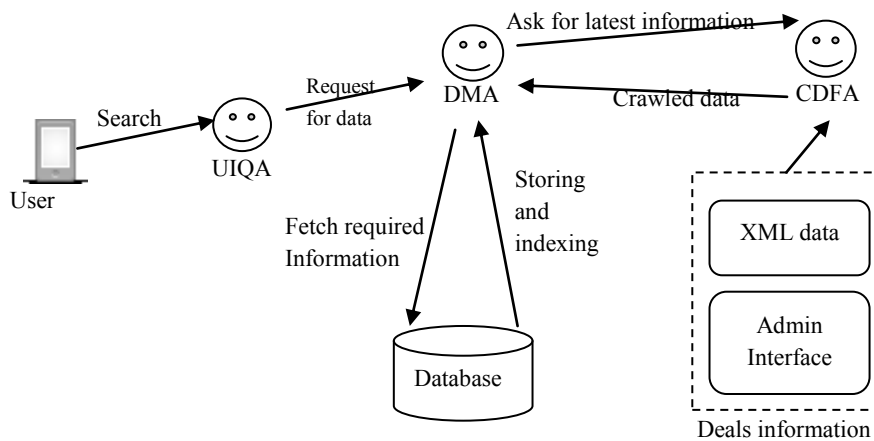 Ask for latest information
DMA
CDFA
Request
for data
Crawled data
Search
UIQA
User
Storing
and
indexing
Fetch required
Information
XML data
Admin
Interface
Database
Deals information